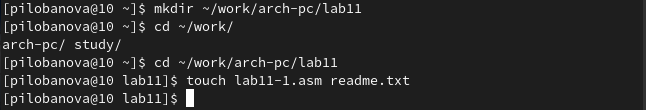 [pilobanova@10 ~]$ mkdir ~/work/arch-pc/lab11
[pilobanova@10 ~]$ cd ~/work/
arch-pc/ study/
[pilobanova@10 ~]$ cd ~/work/arch-pc/lab11
[pilobanova@10 lab11]$ touch lab11-1.asm readme.txt
[pilobanova@10 lab11]$